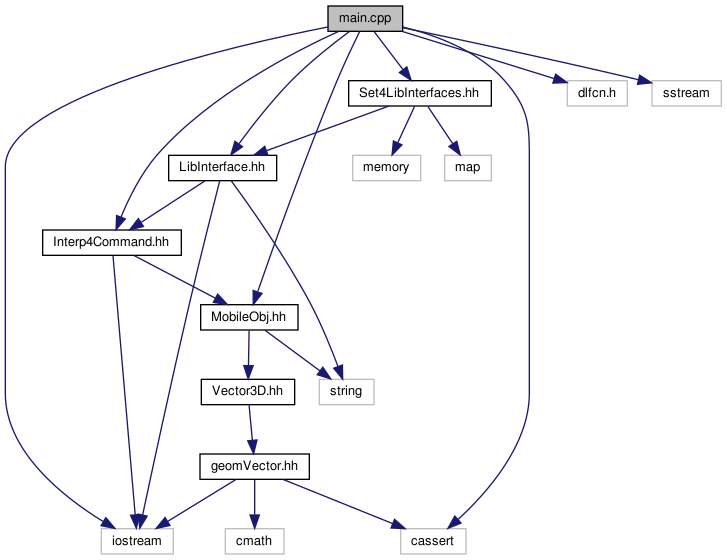 main.cpp
Set4LibInterfaces.hh
dlfcn.h
sstream
LibInterface.hh
memory
map
Interp4Command.hh
MobileObj.hh
Vector3D.hh
string
geomVector.hh
iostream
cmath
cassert